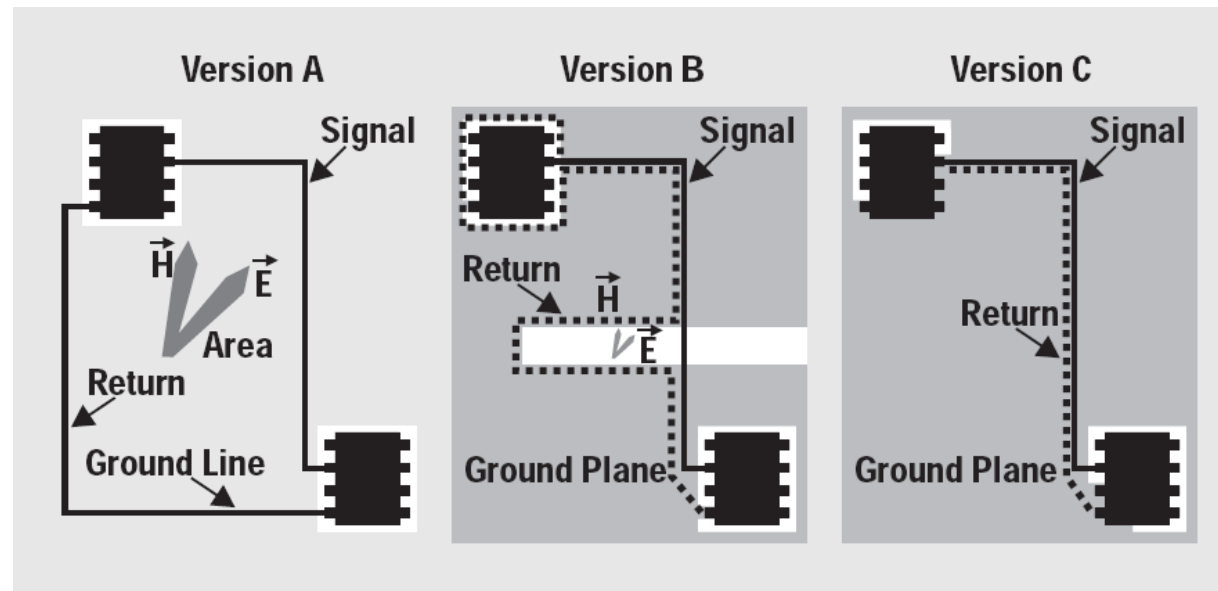 Version A
Signal
H
E
Area
Return
Ground Line
Version B
Signal
Return
H
E
Ground Plane
Version C
Signal
Return
Ground Plane